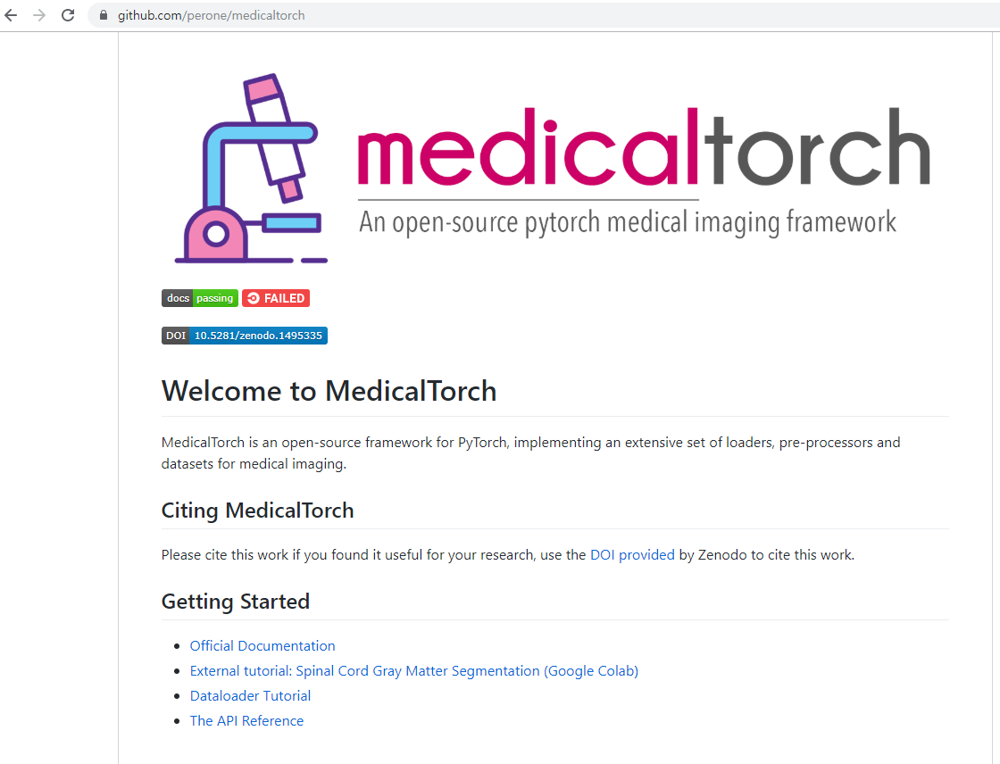 github.com/perone/medicaltorch
medicaltorch
An open-source pytorch medical imaging framework
docs passing FAILED
DOI 10.5281/zenodo.1495335
Welcome to MedicalTorch
MedicalTorch is an open-source framework for PyTorch, implementing an extensive set of loaders, pre-processors and
datasets for medical imaging.
Citing MedicalTorch
Please cite this work if you found it useful for your research, use the DOI provided by Zenodo to cite this work.
Getting Started
Official Documentation
External tutorial: Spinal Cord Gray Matter Segmentation (Google Colab)
Dataloader Tutorial
The API Reference